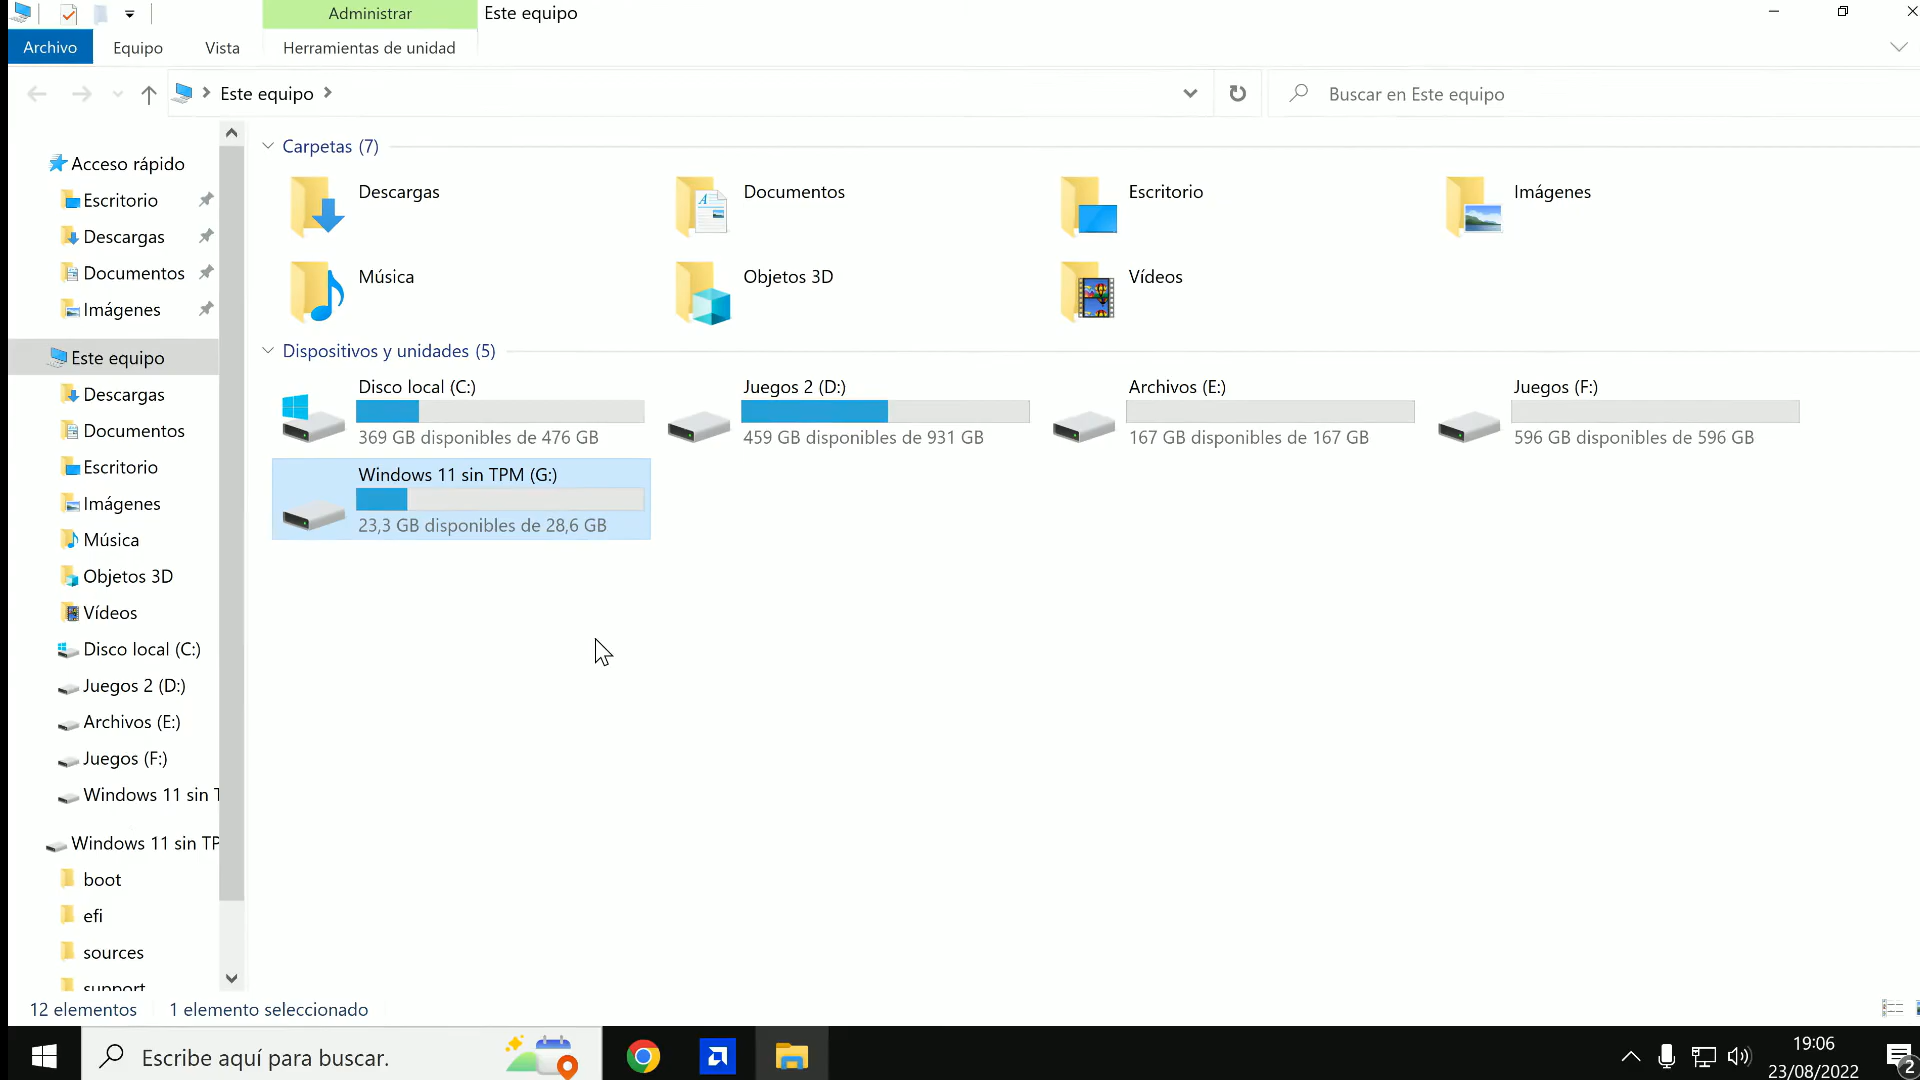 Administrar
Este equipo
Archivo
Equipo
Vista
Herramientas de unidad
Este equipo
Buscar en Este equipo
Acceso rápido
Escritorio
Descargas
Documentos
Imágenes
Este equipo
Descargas
Documentos
Escritorio
Imágenes
Música
Objetos 3D
Vídeos
Disco local (C:)
Juegos 2 (D:)
Archivos (E:)
Juegos (F:)
Windows 11 sin T
Windows 11 sin TP
boot
efi
sources
support
Carpetas (7)
Descargas
Documentos
Escritorio
Imágenes
Música
Objetos 3D
Vídeos
Dispositivos y unidades (5)
Disco local (C:)
369 GB disponibles de 476 GB
Juegos 2 (D:)
459 GB disponibles de 931 GB
Archivos (E:)
167 GB disponibles de 167 GB
Juegos (F:)
596 GB disponibles de 596 GB
Windows 11 sin TPM (G:)
23,3 GB disponibles de 28,6 GB
12 elementos
1 elemento seleccionado
Escribe aquí para buscar.
19:06
23/08/2022
2